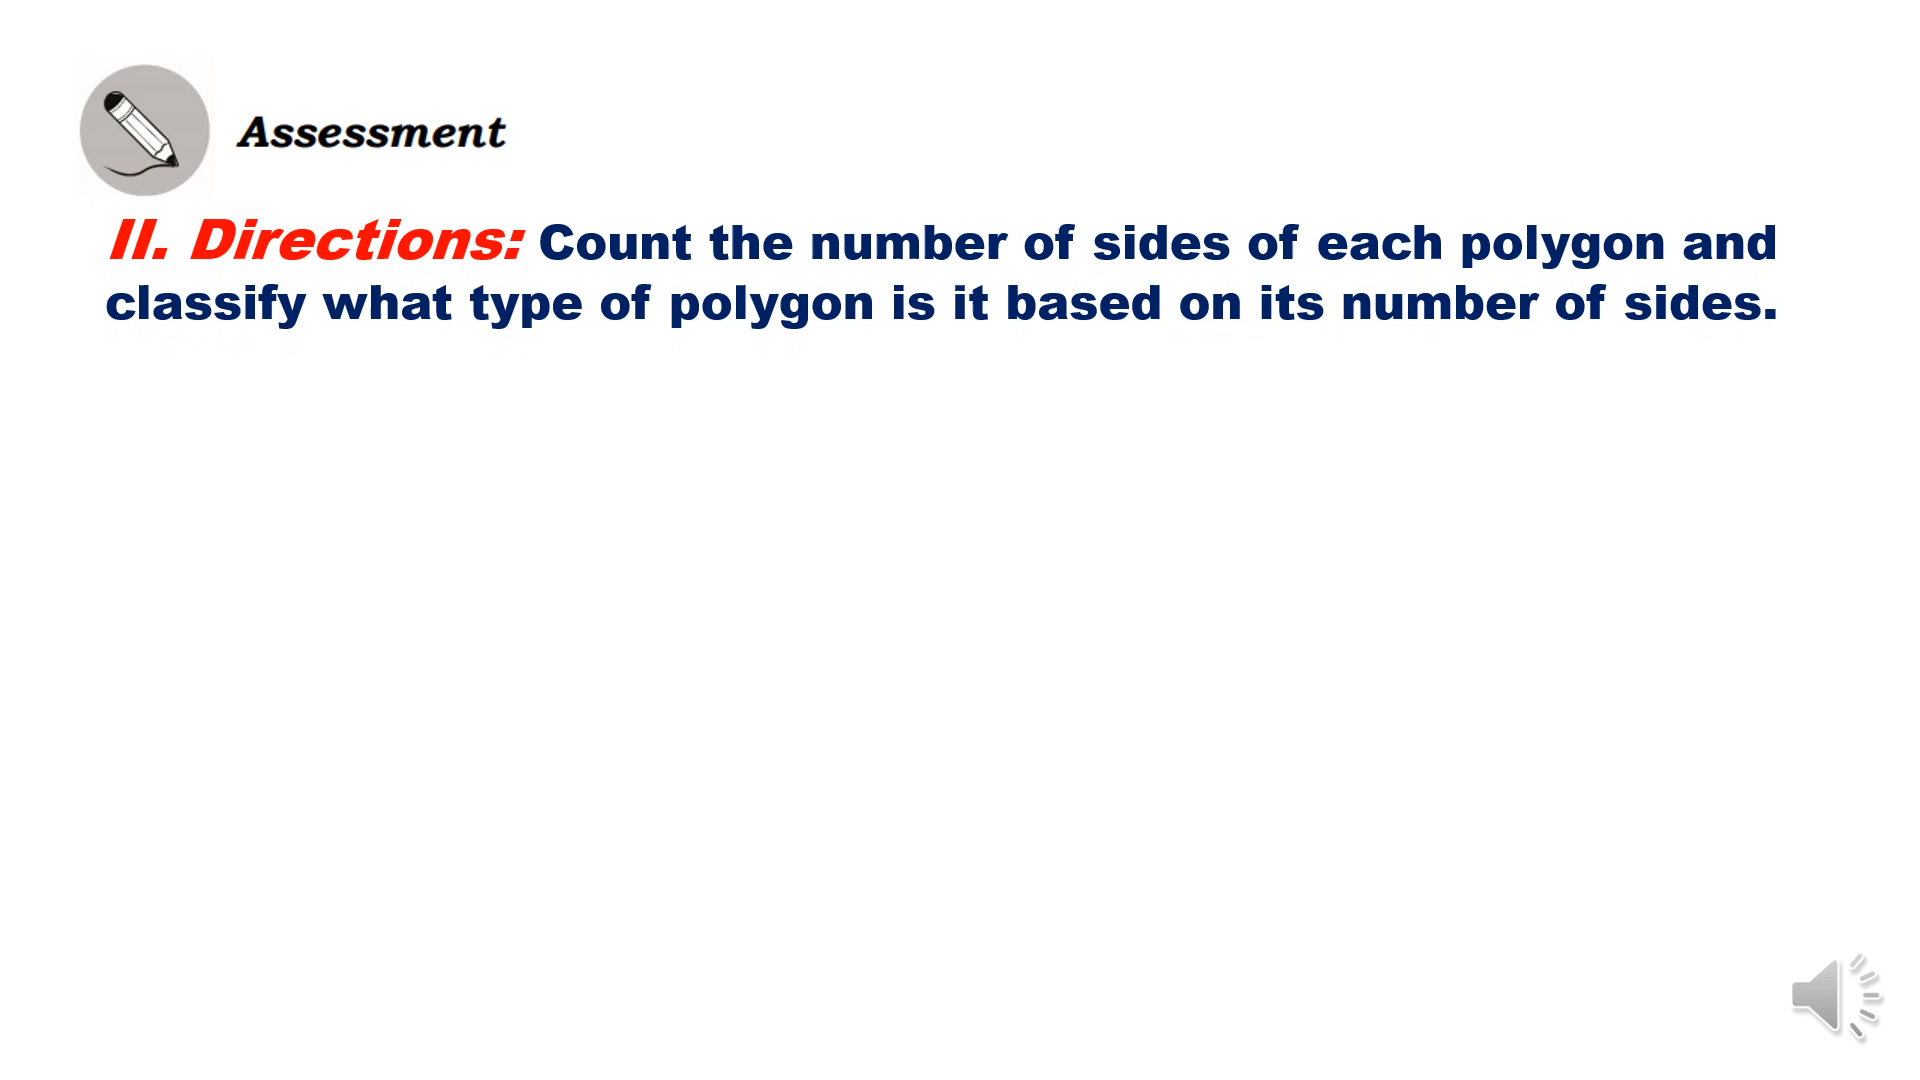 Assessment
II. Directions: Count the number of sides of each polygon and
classify what type of polygon is it based on its number of sides.